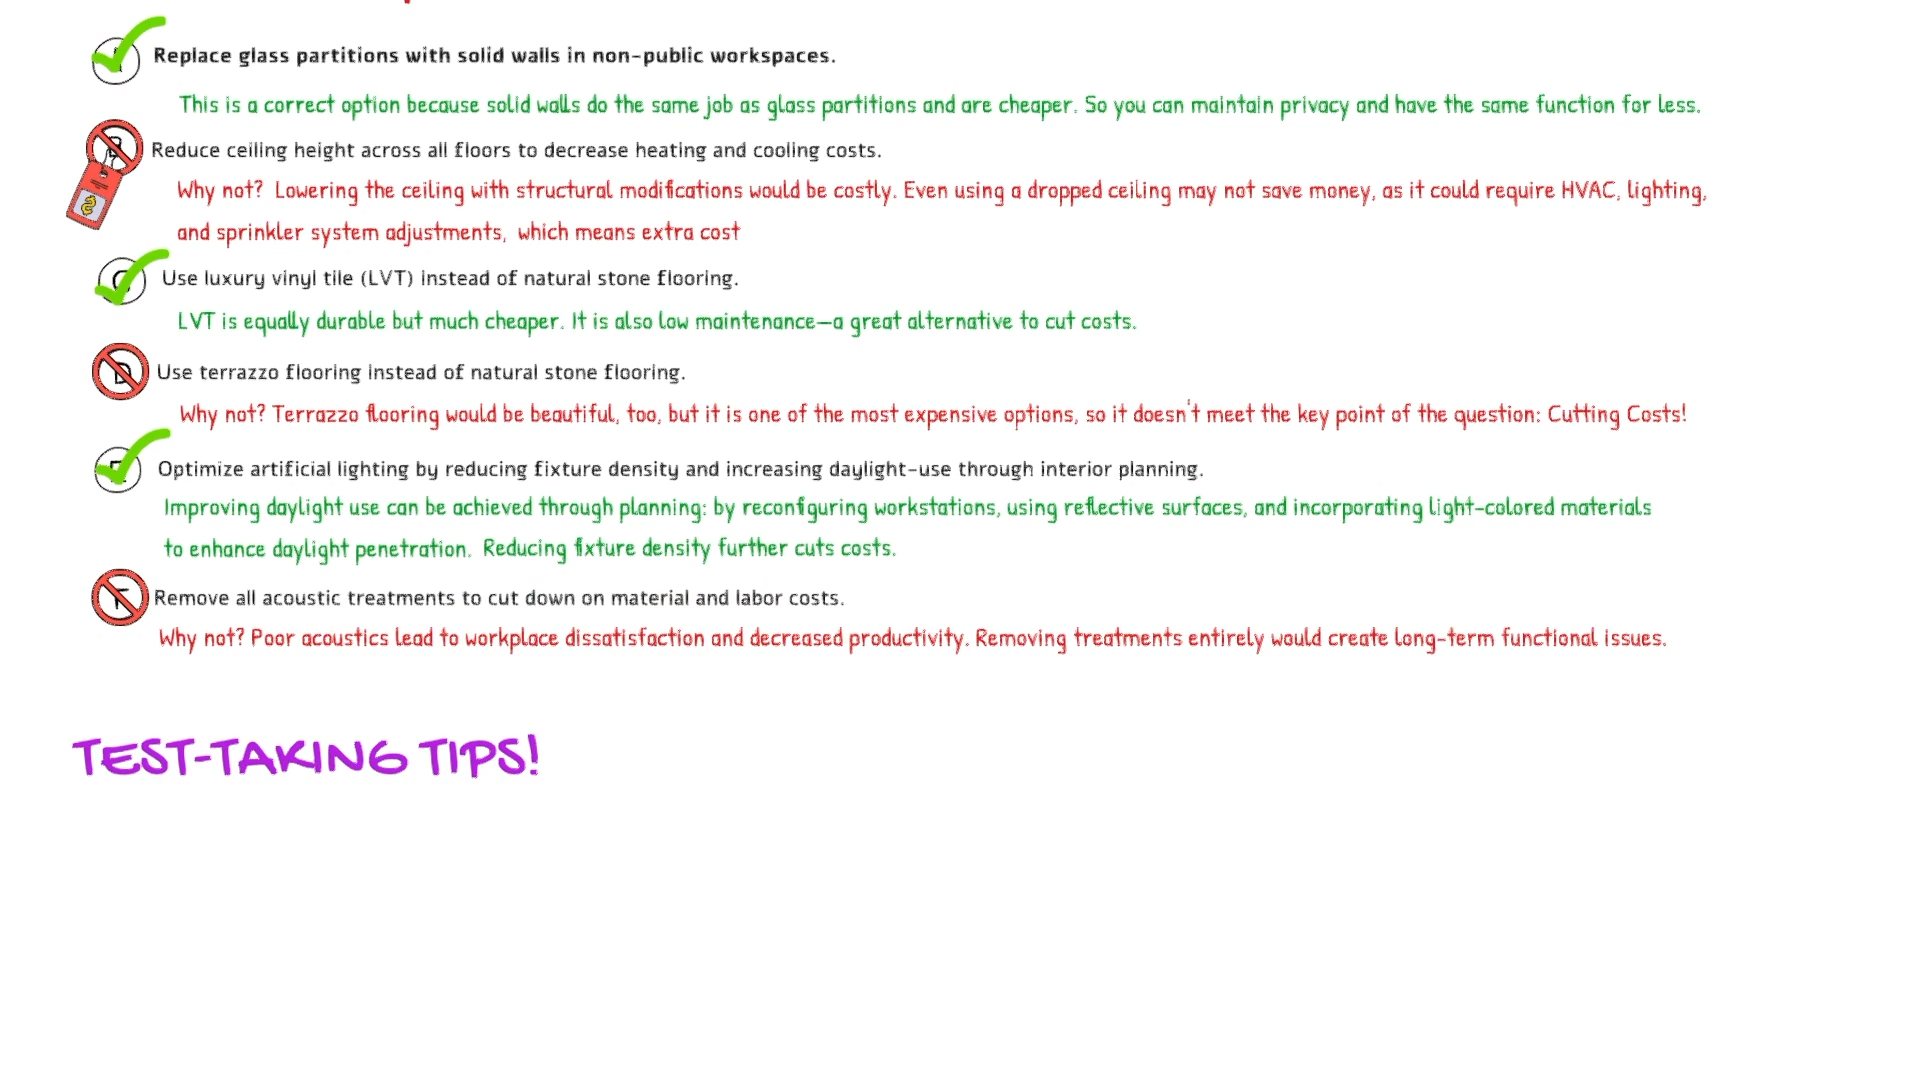 Replace glass partitions with solid walls in non-public workspaces.
This is a correct option because solid walls do the same job as glass partitions and are cheaper. So you can maintain privacy and have the same function for less.
B Reduce ceiling height across all floors to decrease heating and cooling costs.
Why not? Lowering the ceiling with structural modifications would be costly. Even using a dropped ceiling may not save money, as it could require HVAC, lighting,
and sprinkler system adjustments, which means extra cost
C Use luxury vinyl tile (LVT) instead of natural stone flooring.
LVT is equally durable but much cheaper. It is also low maintenance—a great alternative to cut costs.
D Use terrazzo flooring instead of natural stone flooring.
Why not? Terrazzo flooring would be beautiful, too, but it is one of the most expensive options, so it doesn't meet the key point of the question: Cutting Costs!
E Optimize artificial lighting by reducing fixture density and increasing daylight-use through interior planning.
Improving daylight use can be achieved through planning: by reconfiguring workstations, using reflective surfaces, and incorporating light-colored materials
to enhance daylight penetration. Reducing fixture density further cuts costs.
F Remove all acoustic treatments to cut down on material and labor costs.
Why not? Poor acoustics lead to workplace dissatisfaction and decreased productivity. Removing treatments entirely would create long-term functional issues.
TEST-TAKING TIPS!